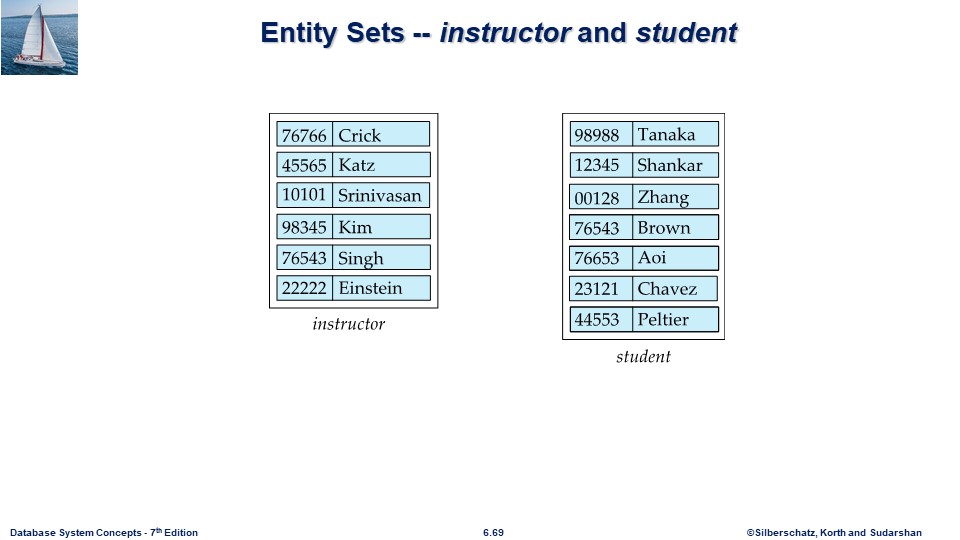 Entity Sets -- instructor and student
76766 Crick
45565 Katz
10101 Srinivasan
98345 Kim
76543 Singh
22222 Einstein
instructor
98988 Tanaka
12345 Shankar
00128 Zhang
76543 Brown
76653 Aoi
23121 Chavez
44553 Peltier
student
Database System Concepts - 7th Edition
6.69
©Silberschatz, Korth and Sudarshan